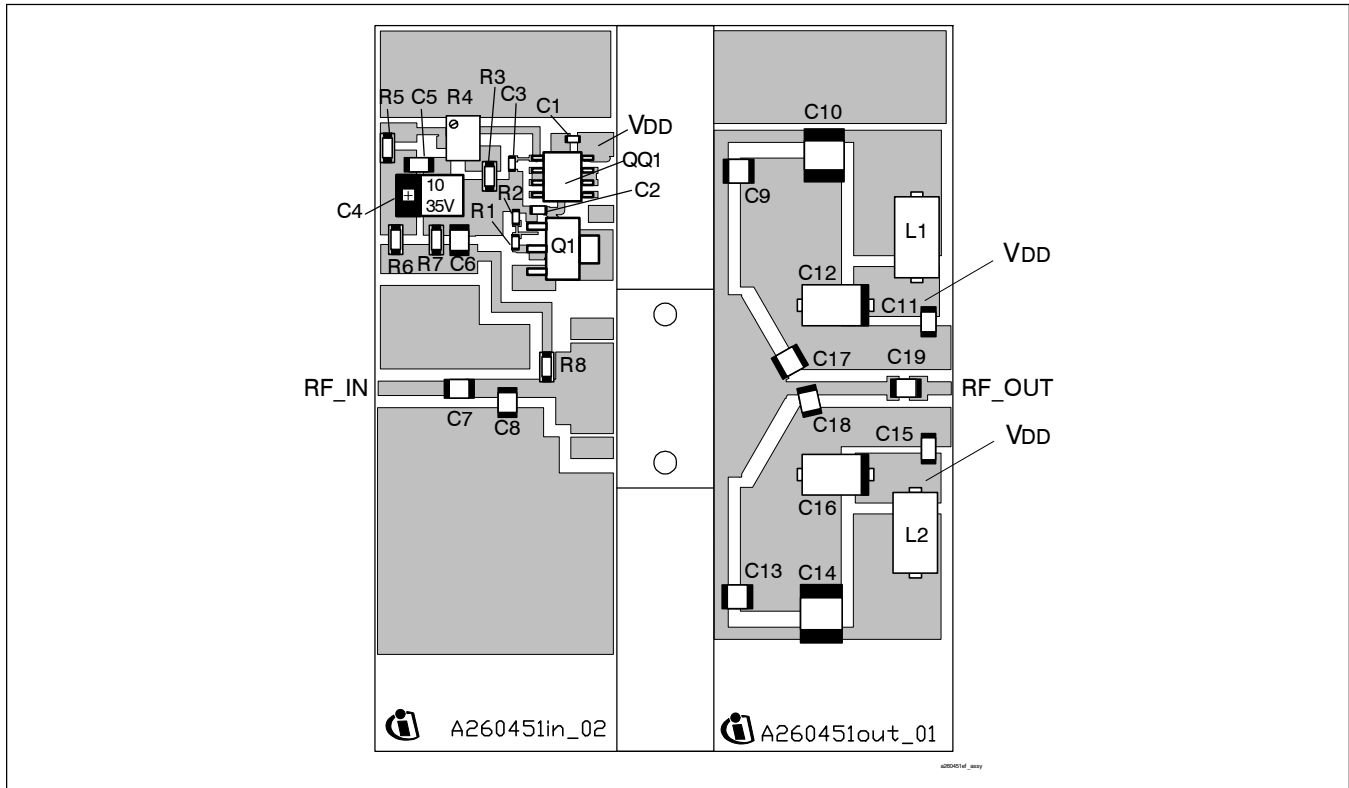 R3
R5 C5 R4 C3 C1
VDD
QQ1
C2
10
35V
C4
R2
R1
Q1
R6 R7 C6
R8
RF_IN
C7 C8
C10
C9
L1
VDD
C12
C11
C17 C19
RF_OUT
C18
C15
VDD
C16
L2
C13 C14
A260451in_02
A260451out_01
a260451ef_assy